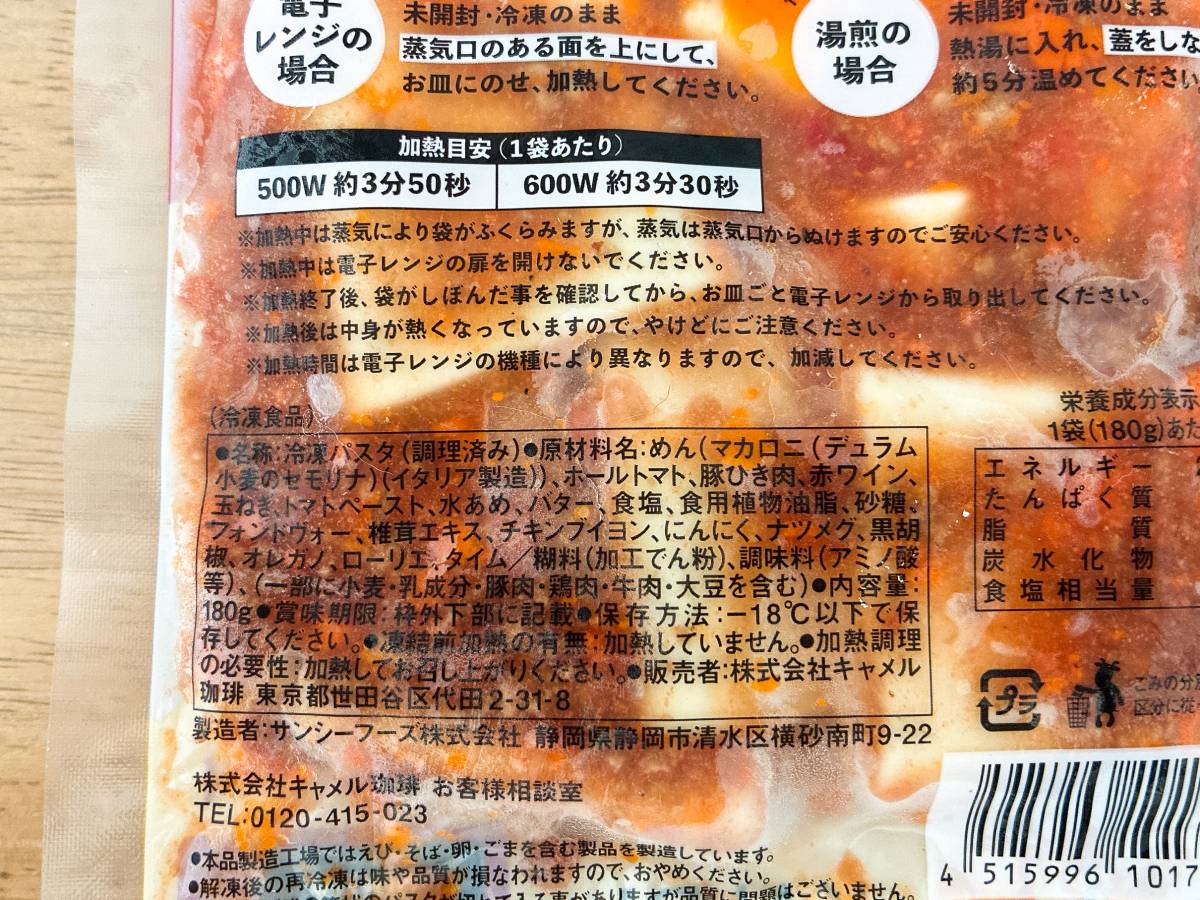 電子
レンジの
場合
未開封・冷凍のまま
蒸気口のある面を上にして、
お皿にのせ、加熱してください。
湯煎の
場合
未開封・冷凍のまま
熱湯に入れ、蓋をしな
約5分温めてください
加熱目安(1袋あたり)
500W 約3分50秒
600W 約3分30秒
※加熱中は蒸気により袋がふくらみますが、蒸気は蒸気口からぬけますのでご安心ください。
※加熱中は電子レンジの扉を開けないでください。
※加熱終了後、袋がしぼんだ事を確認してから、お皿ごと電子レンジから取り出してください。
※加熱後は中身が熱くなっていますので、やけどにご注意ください。
※加熱時間は電子レンジの機種により異なりますので、加減してください。
(冷凍食品)
●名称:冷凍パスタ(調理済み)●原材料名:めん(マカロニ(デュラム
小麦のセモリナ)(イタリア製造))、ホールトマト、豚ひき肉、赤ワイン、
玉ねぎ、トマトペースト、水あめ、バター、食塩、食用植物油脂、砂糖、
フォンドヴォー、椎茸エキス、チキンブイヨン、にんにく、ナツメグ、黒胡
椒、オレガノ、ローリエ、タイム/糊料(加工でん粉)、調味料(アミノ酸
等)、(一部に小麦・乳成分・豚肉・鶏肉・牛肉・大豆を含む)●内容量:
180g●賞味期限:枠外下部に記載●保存方法:−18℃以下で保
存してください。●凍結前加熱の有無:加熱していません。●加熱調理
の必要性:加熱してお召し上がりください。●販売者:株式会社キャメル
珈琲 東京都世田谷区代田2-31-8
製造者:サンシーフーズ株式会社 静岡県静岡市清水区横砂南町9-22
株式会社キャメル珈琲 お客様相談室
TEL:0120-415-023
●本品製造工場ではえび・そば・卵・ごまを含む製品を製造しています。
●解凍後の再冷凍は味や品質が損なわれますので、おやめください。
栄養成分表示
1袋(180g)あた
エネルギー
たんぱく質
脂質
炭水化物
食塩相当量
プラ
ごみの分
区分に従
4 515996 1017